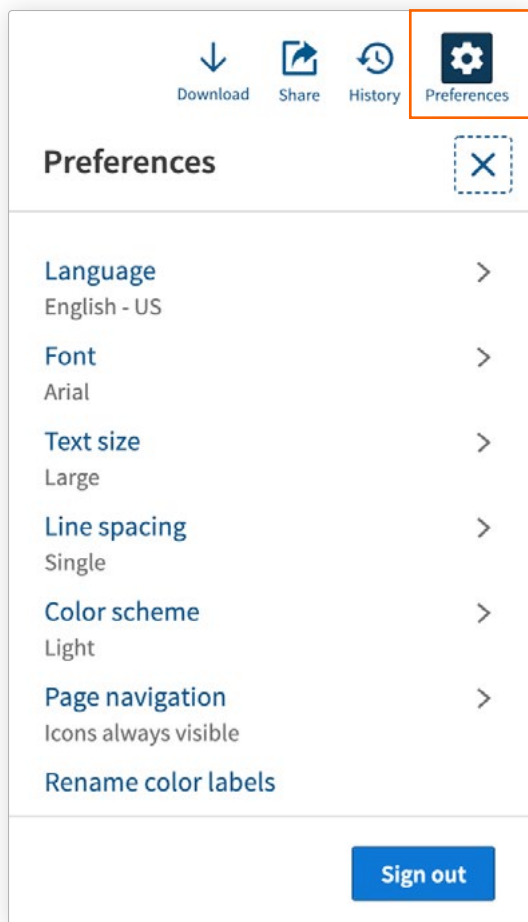 Download Share History Preferences
Preferences
Language
English - US
Font
Arial
Text size
Large
Line spacing
Single
Color scheme
Light
Page navigation
Icons always visible
Rename color labels
Sign out